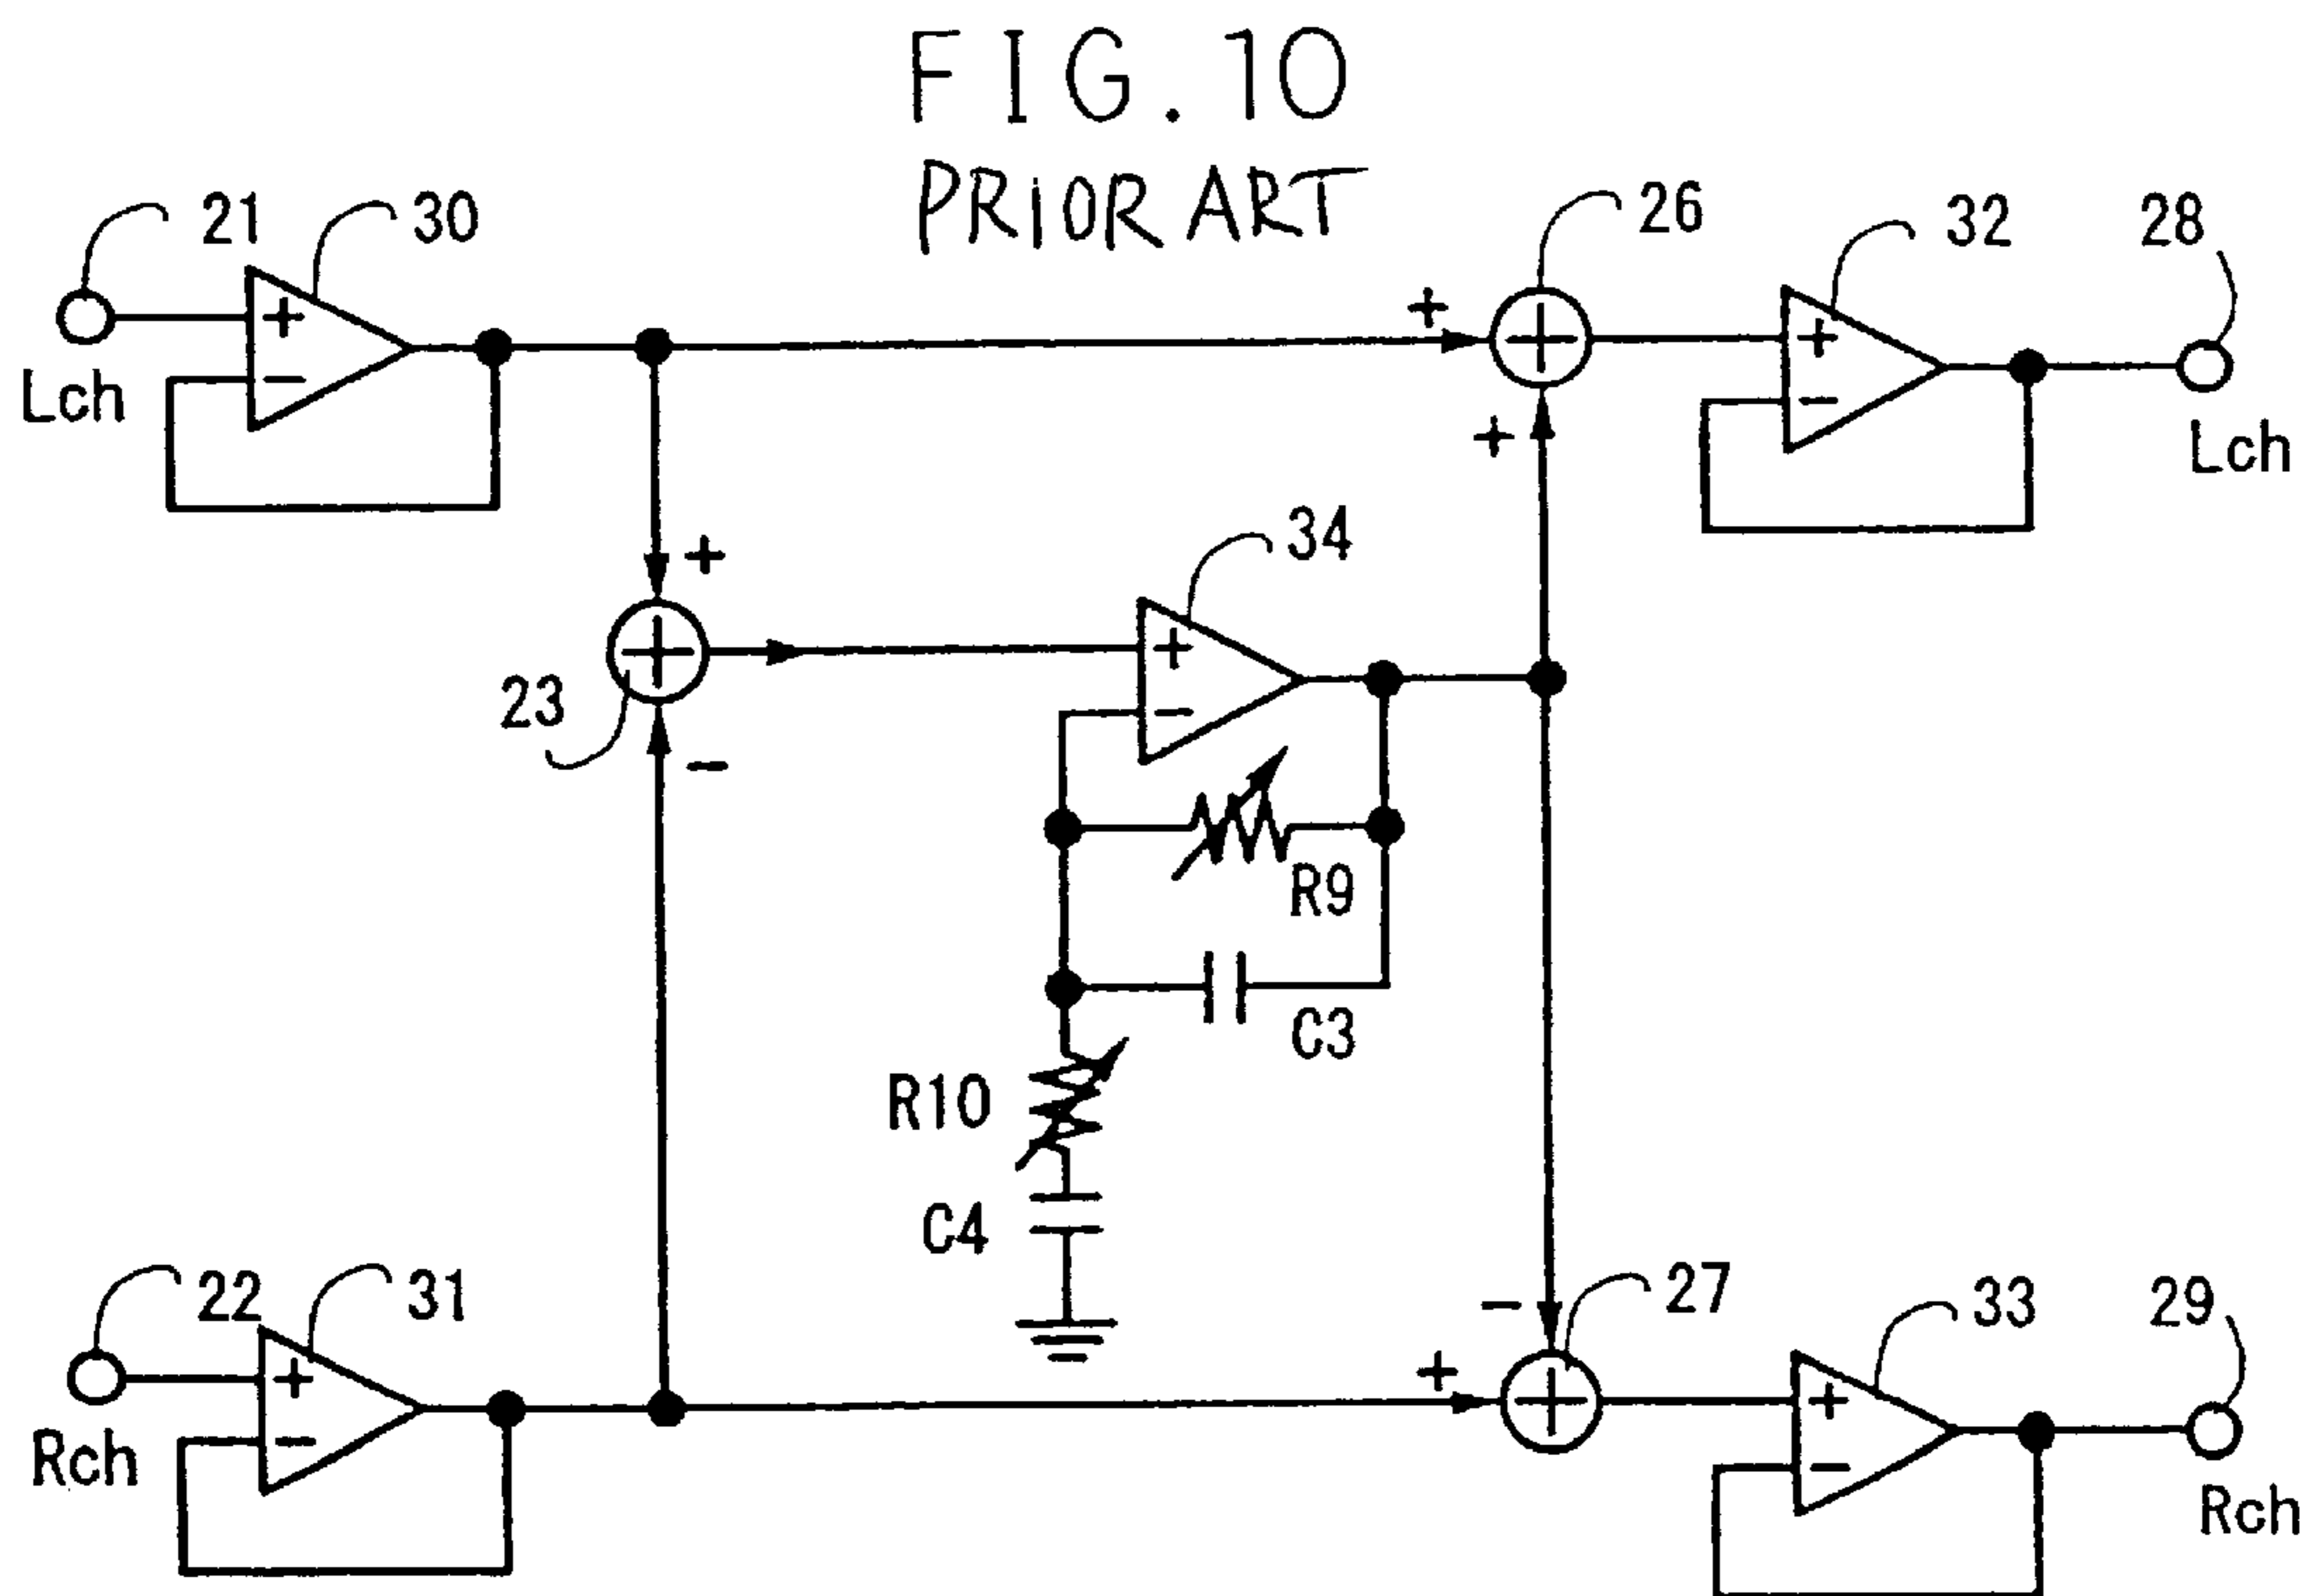 FIG.10
PRiOR ART
21
30
26
32
28
+
+
+
Lch
−
−
+
Lch
34
+
+
23
−
−
R9
C3
R10
C4
22
31
27
33
29
−
+
+
+
Rch
−
−
Rch